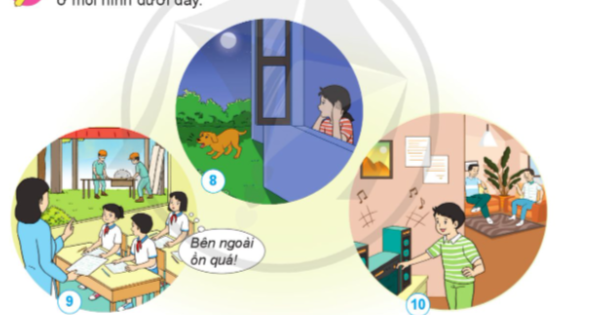 ở mỗi hình dưới đây.
8
Bên ngoài
ồn quá!
9
10